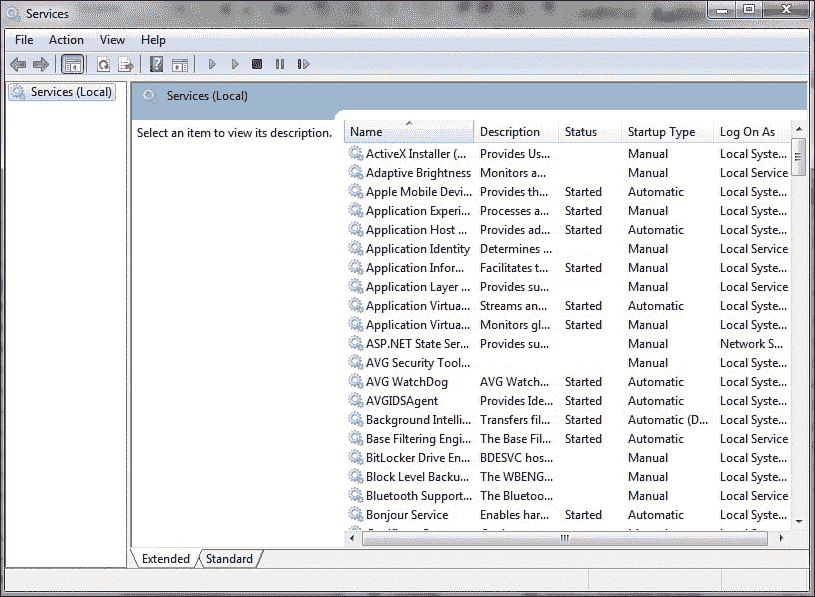 Services
File Action View Help
Services (Local)
Services (Local)
Select an item to view its description.
Name Description Status Startup Type Log On As
ActiveX Installer (... Provides Us... Manual Local Syste...
Adaptive Brightness Monitors a... Manual Local Service
Apple Mobile Devi... Provides th... Started Automatic Local Syste...
Application Experi... Processes a... Started Manual Local Syste...
Application Host ... Provides ad... Started Automatic Local Syste...
Application Identity Determines ... Manual Local Service
Application Infor... Facilitates t... Started Manual Local Syste...
Application Layer ... Provides su... Manual Local Service
Application Virtua... Streams an... Started Automatic Local Syste...
Application Virtua... Monitors gl... Started Manual Local Syste...
ASP.NET State Ser... Provides su... Manual Network S...
AVG Security Tool... Manual Local Syste...
AVG WatchDog AVG Watch... Started Automatic Local Syste...
AVGIDSAgent Provides Ide... Started Automatic Local Syste...
Background Intelli... Transfers fil... Started Automatic (D... Local Syste...
Base Filtering Engi... The Base Fil... Started Automatic Local Service
BitLocker Drive En... BDESVC hos... Manual Local Syste...
Block Level Backu... The WBENG... Manual Local Syste...
Bluetooth Support... The Bluetoo... Manual Local Service
Bonjour Service Enables har... Started Automatic Local Syste...
Extended Standard